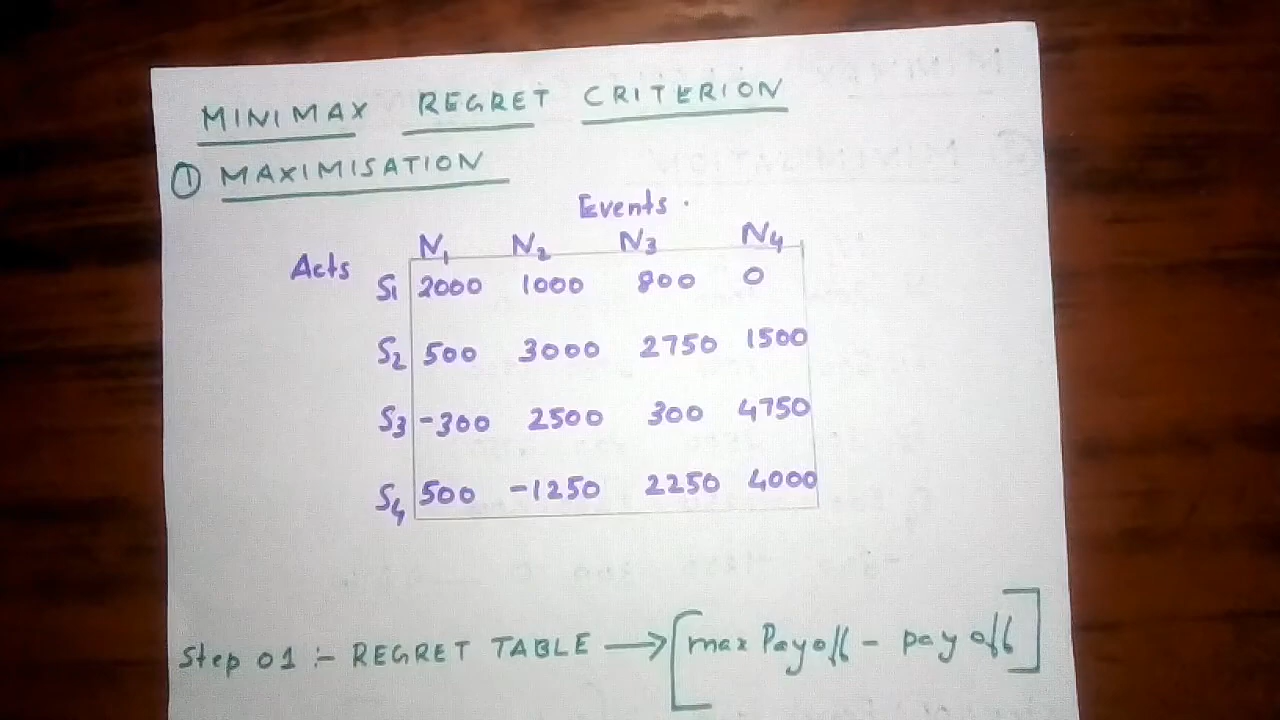 MINIMAX REGRET CRITERION
① MAXIMISATION
Events.
Acts N1 N2 N3 N4
S1 2000 1000 800 0
S2 500 3000 2750 1500
S3 -300 2500 300 4750
S4 500 -1250 2250 4000
Step 01 :- REGRET TABLE → [max Payoff - pay off]